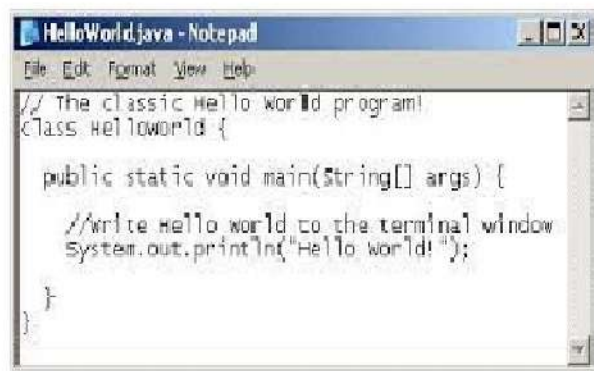 HelloWorld.java - Notepad
File Edit Format View Help
// The classic Hello World program!
class HelloWorld {
public static void main(String[] args) {
//Write Hello World to the terminal window
System.out.println("Hello World!");
}
}